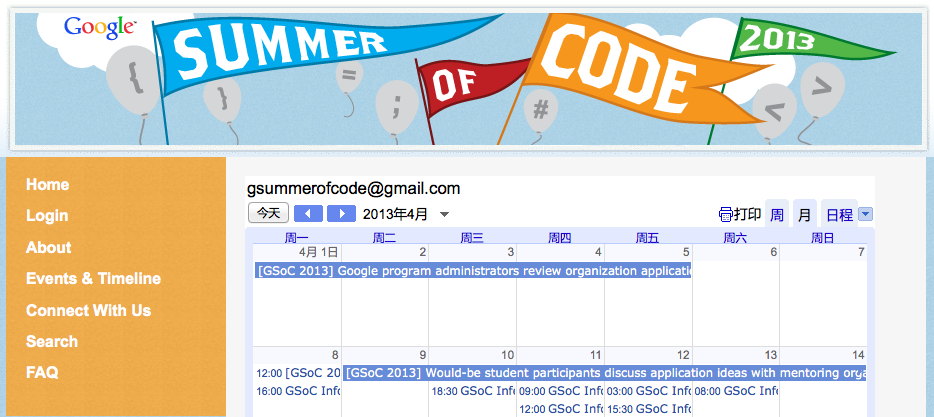 Google™
SUMMER OF CODE 2013
{ } = ; # < >
Home
Login
About
Events & Timeline
Connect With Us
Search
FAQ
gsummerofcode@gmail.com
今天 2013年4月 打印 周 月 日程
周一 周二 周三 周四 周五 周六 周日
4月 1日 2 3 4 5 6 7
[GSoC 2013] Google program administrators review organization applicatio
8 9 10 11 12 13 14
12:00 [GSoC 20 [GSoC 2013] Would-be student participants discuss application ideas with mentoring orga
16:00 GSoC Info 18:30 GSoC Info 09:00 GSoC Info 03:00 GSoC Info 08:00 GSoC Info
12:00 GSoC Info 15:30 GSoC Info